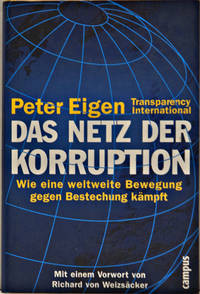 Peter Eigen
Transparency
International
DAS NETZ DER
KORRUPTION
Wie eine weltweite Bewegung
gegen Bestechung kämpft
Mit einem Vorwort von
Richard von Weizsäcker
campus